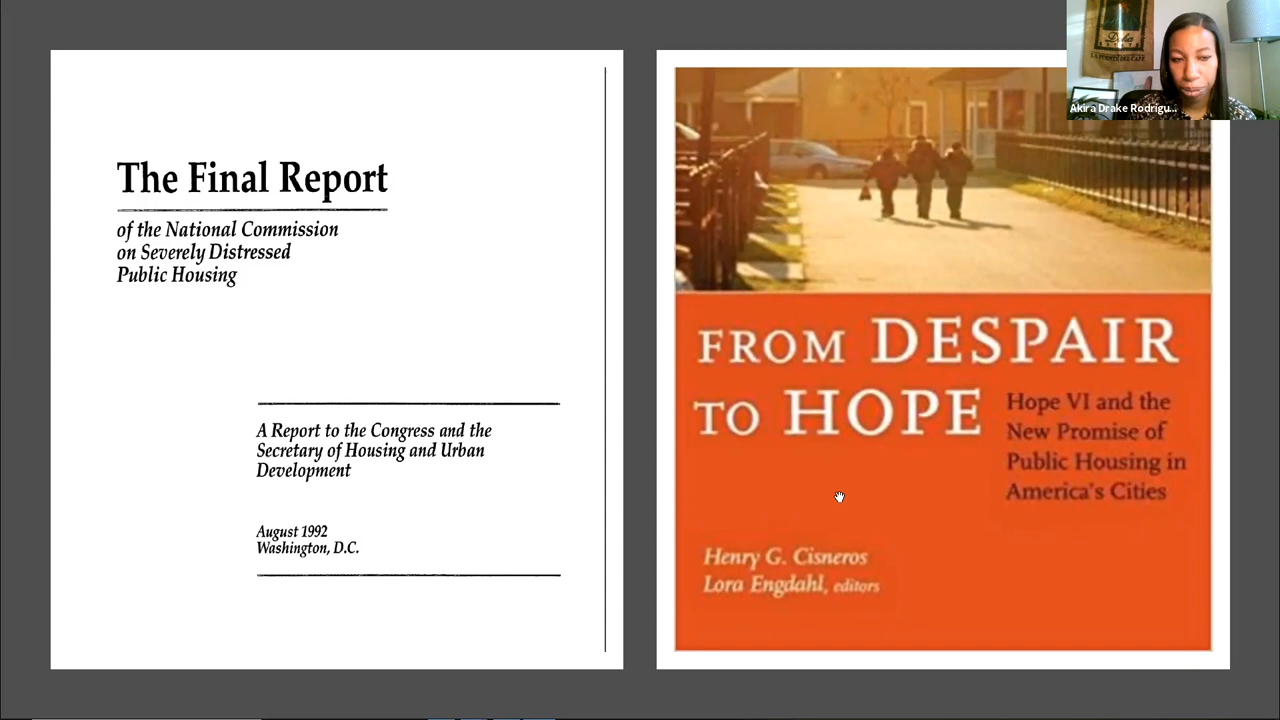 The Final Report
of the National Commission
on Severely Distressed
Public Housing
A Report to the Congress and the
Secretary of Housing and Urban
Development
August 1992
Washington, D.C.
FROM DESPAIR
TO HOPE
Hope VI and the
New Promise of
Public Housing in
America's Cities
Henry G. Cisneros
Lora Engdahl, editors
Akira Drake Rodrigu...